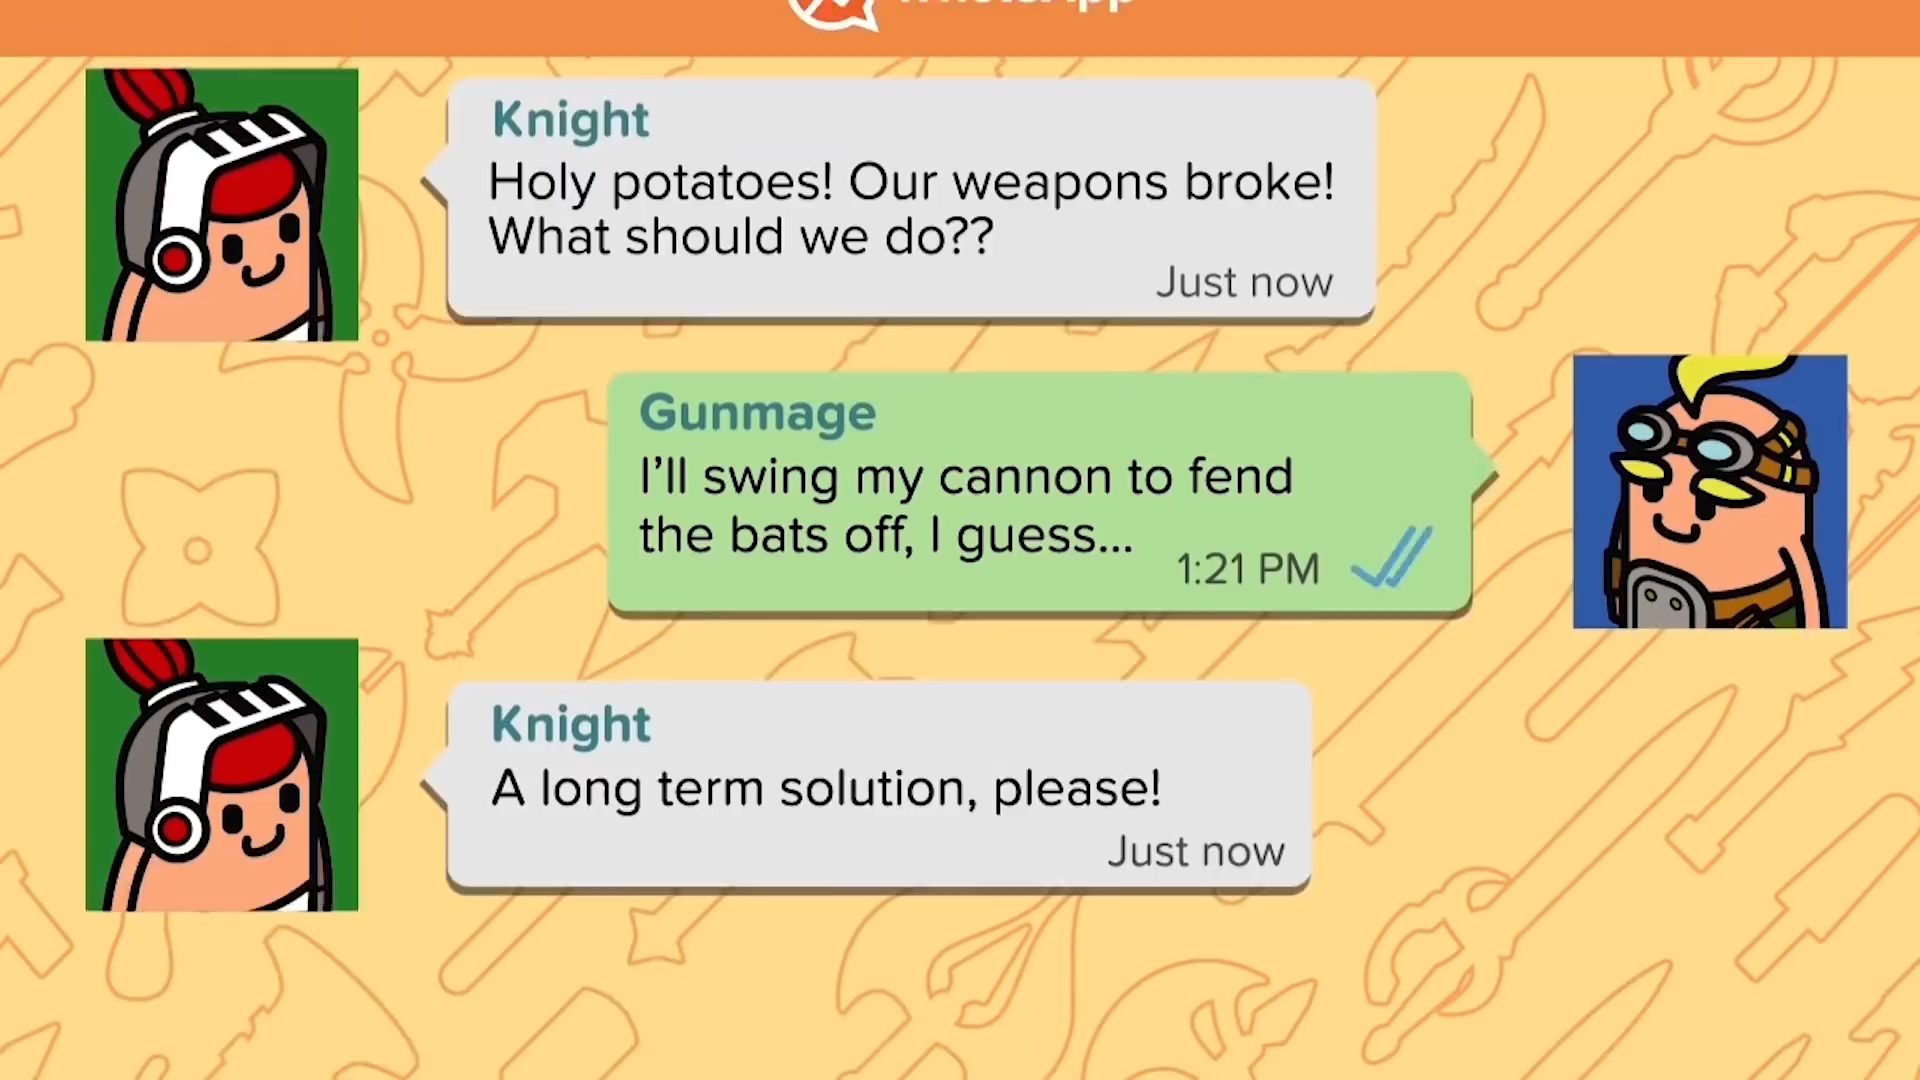 Knight
Holy potatoes! Our weapons broke!
What should we do??
Just now
Gunmage
I'll swing my cannon to fend
the bats off, I guess...
1:21 PM
Knight
A long term solution, please!
Just now